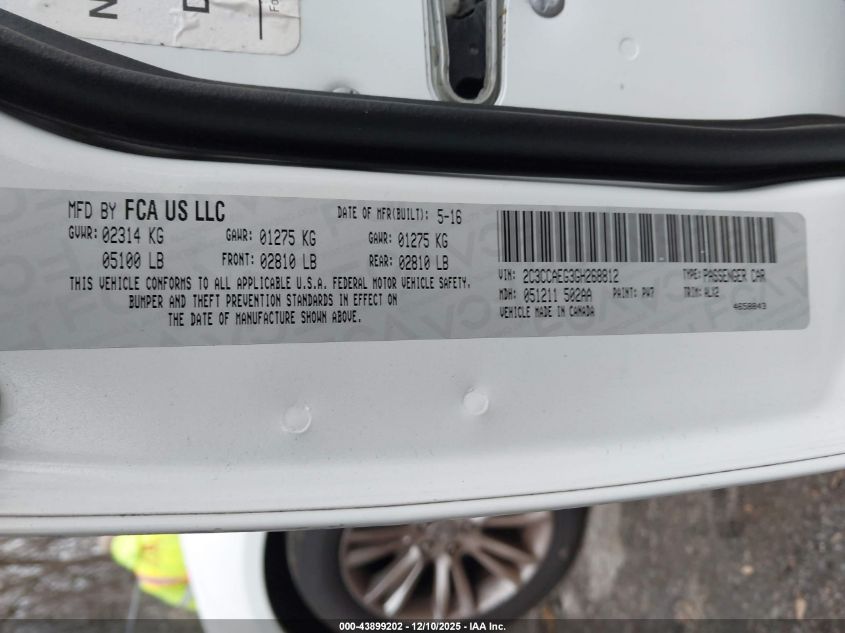 MFD BY FCA US LLC
DATE OF MFR(BUILT): 5-16
GVWR: 02314 KG GAWR: 01275 KG GAWR: 01275 KG
05100 LB FRONT: 02810 LB REAR: 02810 LB
THIS VEHICLE CONFORMS TO ALL APPLICABLE U.S.A. FEDERAL MOTOR VEHICLE SAFETY,
BUMPER AND THEFT PREVENTION STANDARDS IN EFFECT ON
THE DATE OF MANUFACTURE SHOWN ABOVE.
VIN: 2C3CCAEG3GH268812 TYPE: PASSENGER CAR
MDH: 051211 502AA PAINT: PW7 TRIM: ALX2
VEHICLE MADE IN CANADA 4658843
000-43899202 - 12/10/2025 - IAA Inc.